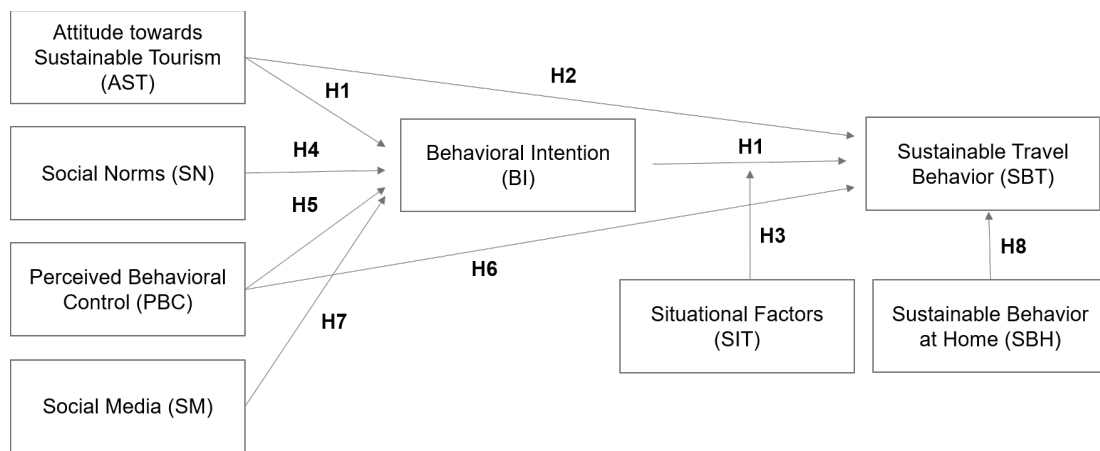 Attitude towards
Sustainable Tourism
(AST)
H2
H1
Social Norms (SN)
H4
Behavioral Intention
(BI)
H1
Sustainable Travel
Behavior (SBT)
H5
Perceived Behavioral
Control (PBC)
H6
H3
H8
H7
Situational Factors
(SIT)
Sustainable Behavior
at Home (SBH)
Social Media (SM)